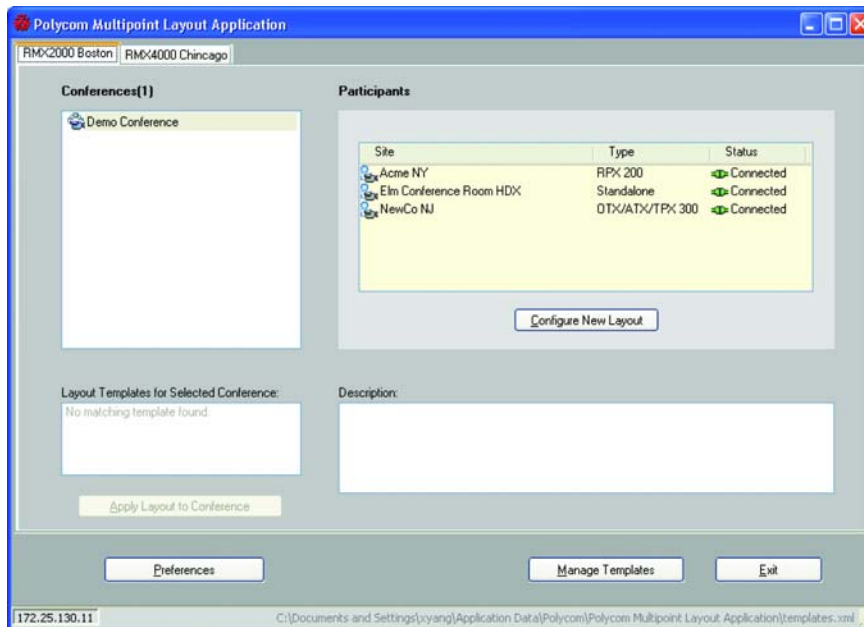 Polycom Multipoint Layout Application
RMX2000 Boston RMX4000 Chincago
Conferences(1)
Demo Conference
Participants
Site Type Status
Acme NY RPX 200 Connected
Elm Conference Room HDX Standalone Connected
NewCo NJ OTX/ATX/TPX 300 Connected
Configure New Layout
Layout Templates for Selected Conference:
No matching template found.
Description:
Apply Layout to Conference
Preferences Manage Templates Exit
172.25.130.11 C:\Documents and Settings\xyang\Application Data\Polycom\Polycom Multipoint Layout Application\templates.xml